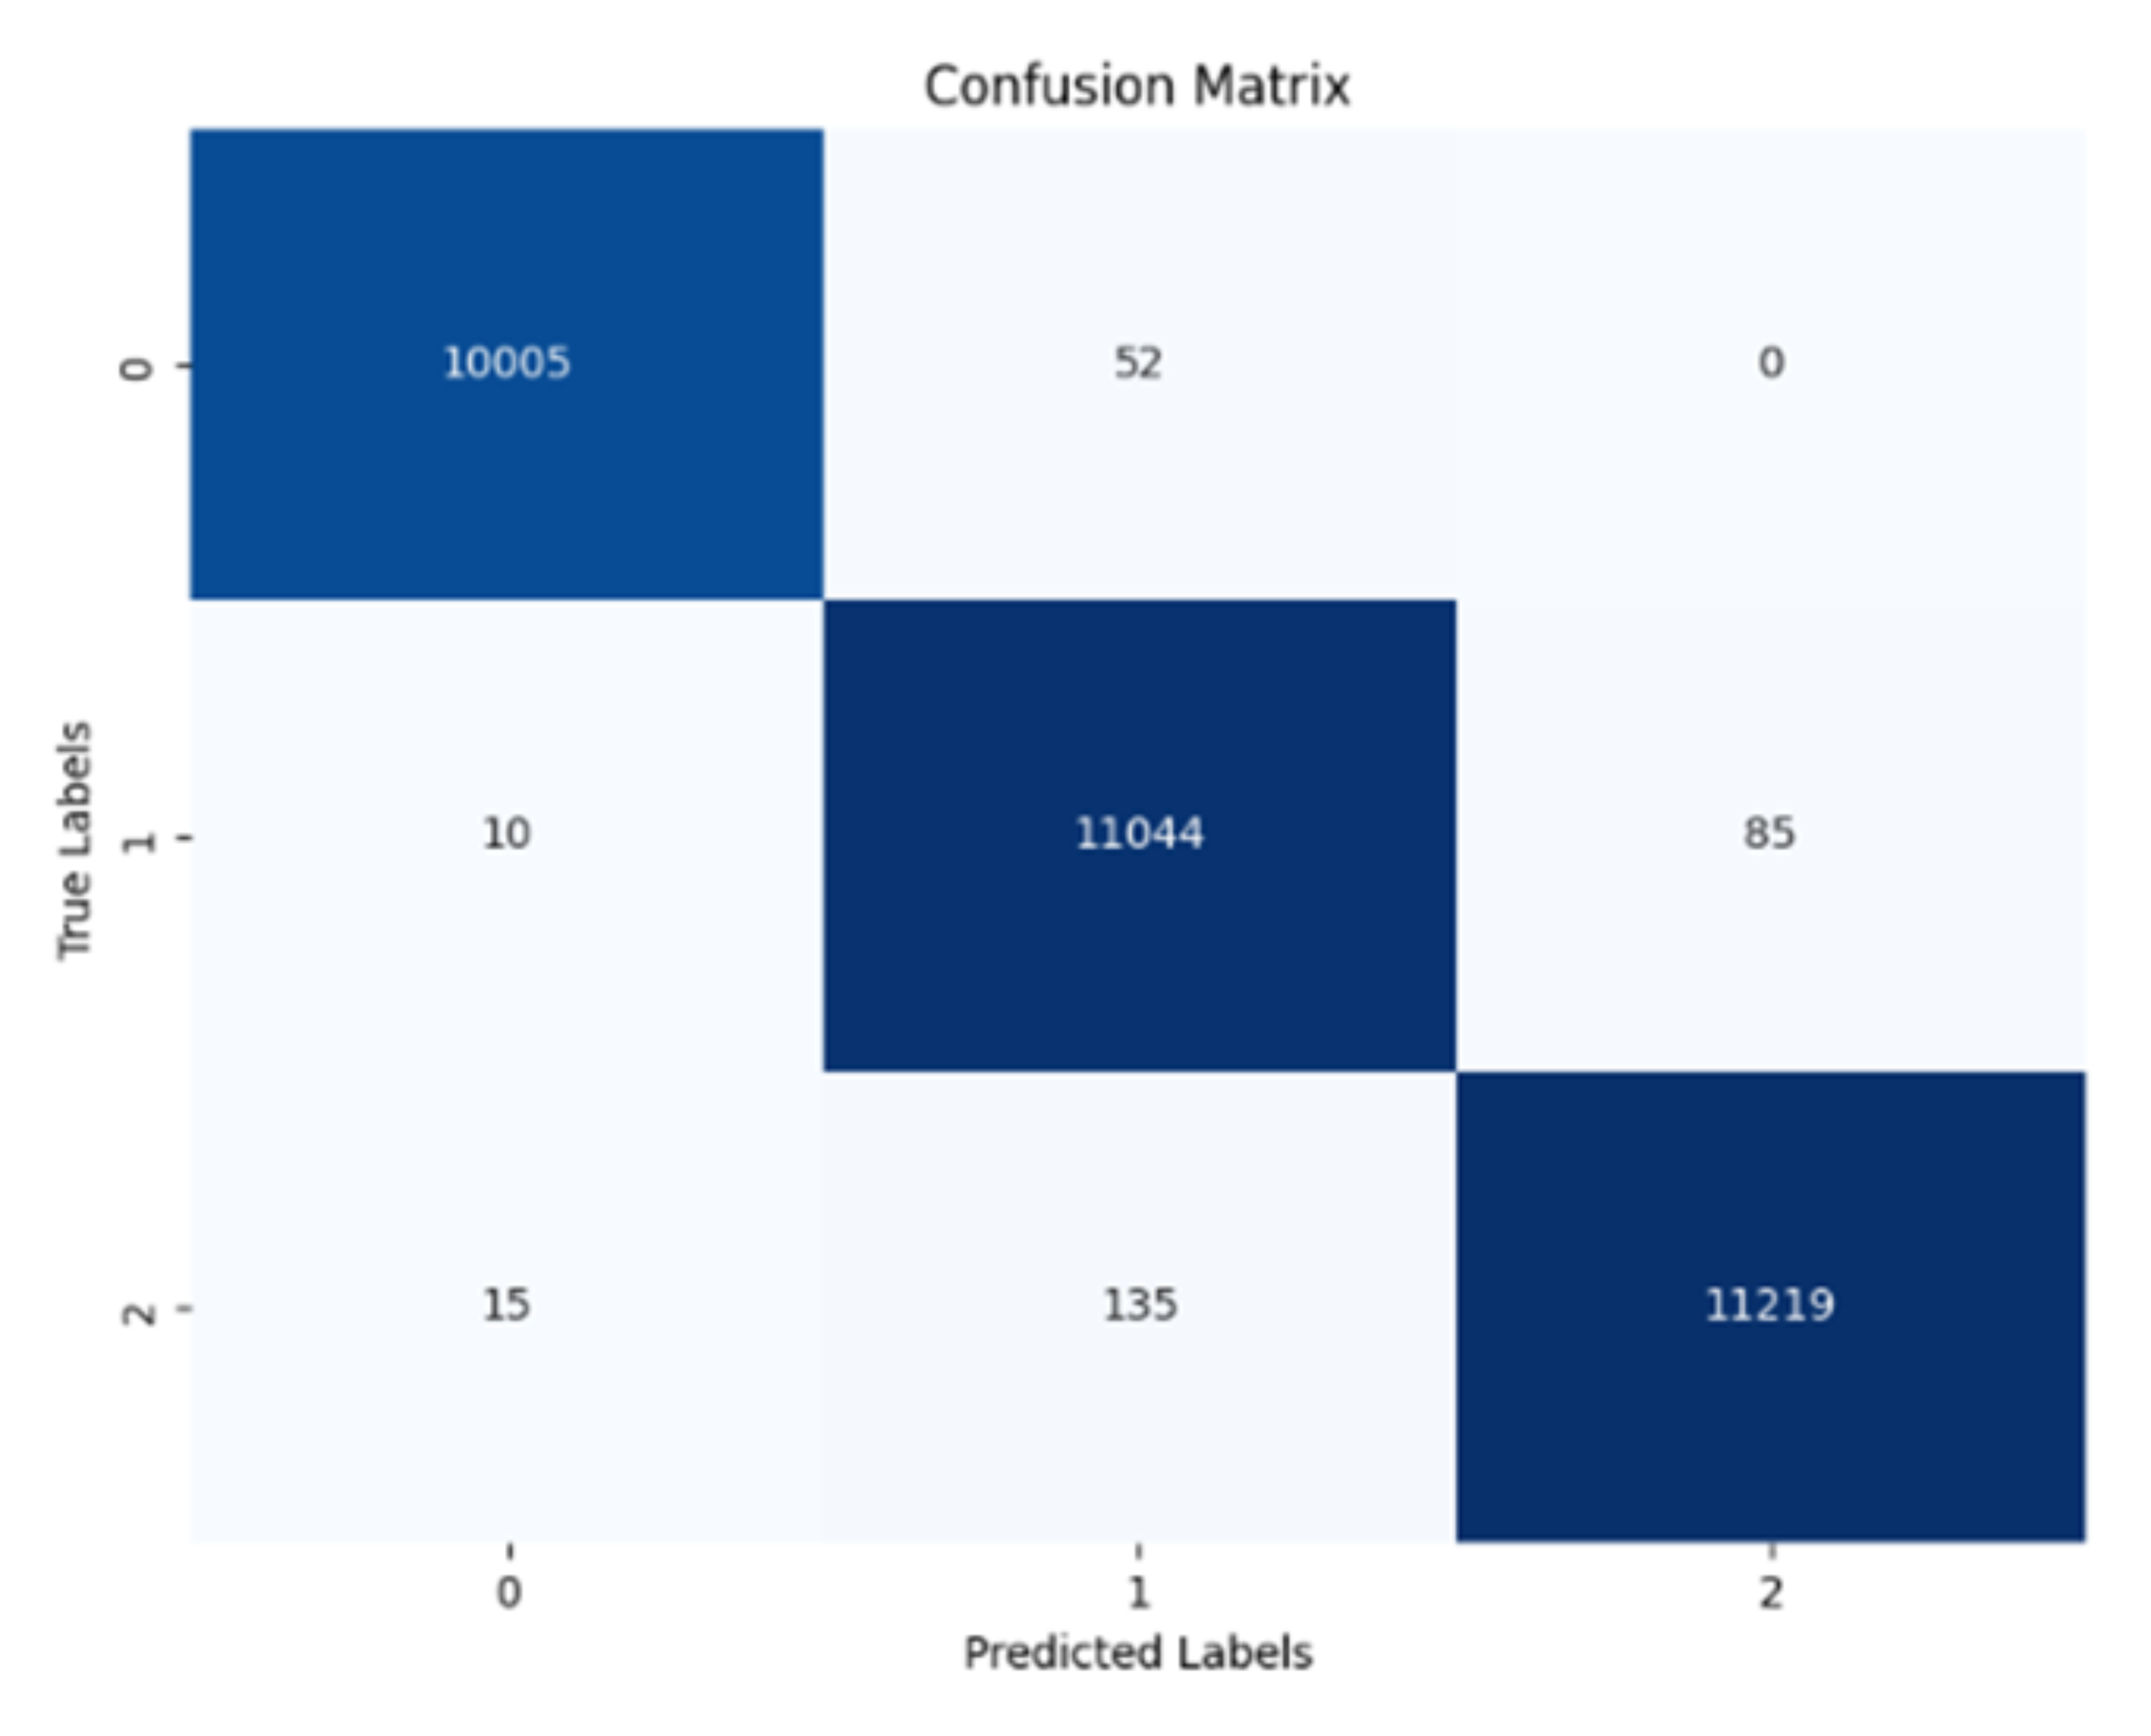 Confusion Matrix
True Labels
0
10005 52 0
1
10 11044 85
2
15 135 11219
0 1 2
Predicted Labels